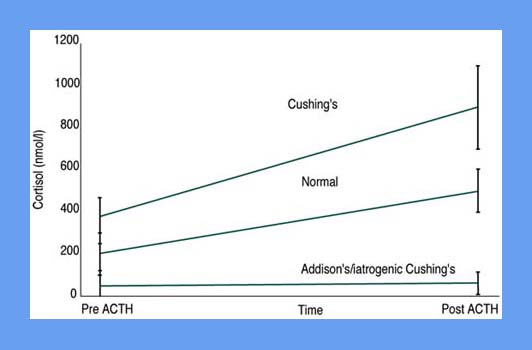 1200
1000
Cushing's
800
Cortisol (nmol/l)
600
Normal
400
200
Addison's/iatrogenic Cushing's
0
Pre ACTH Time Post ACTH